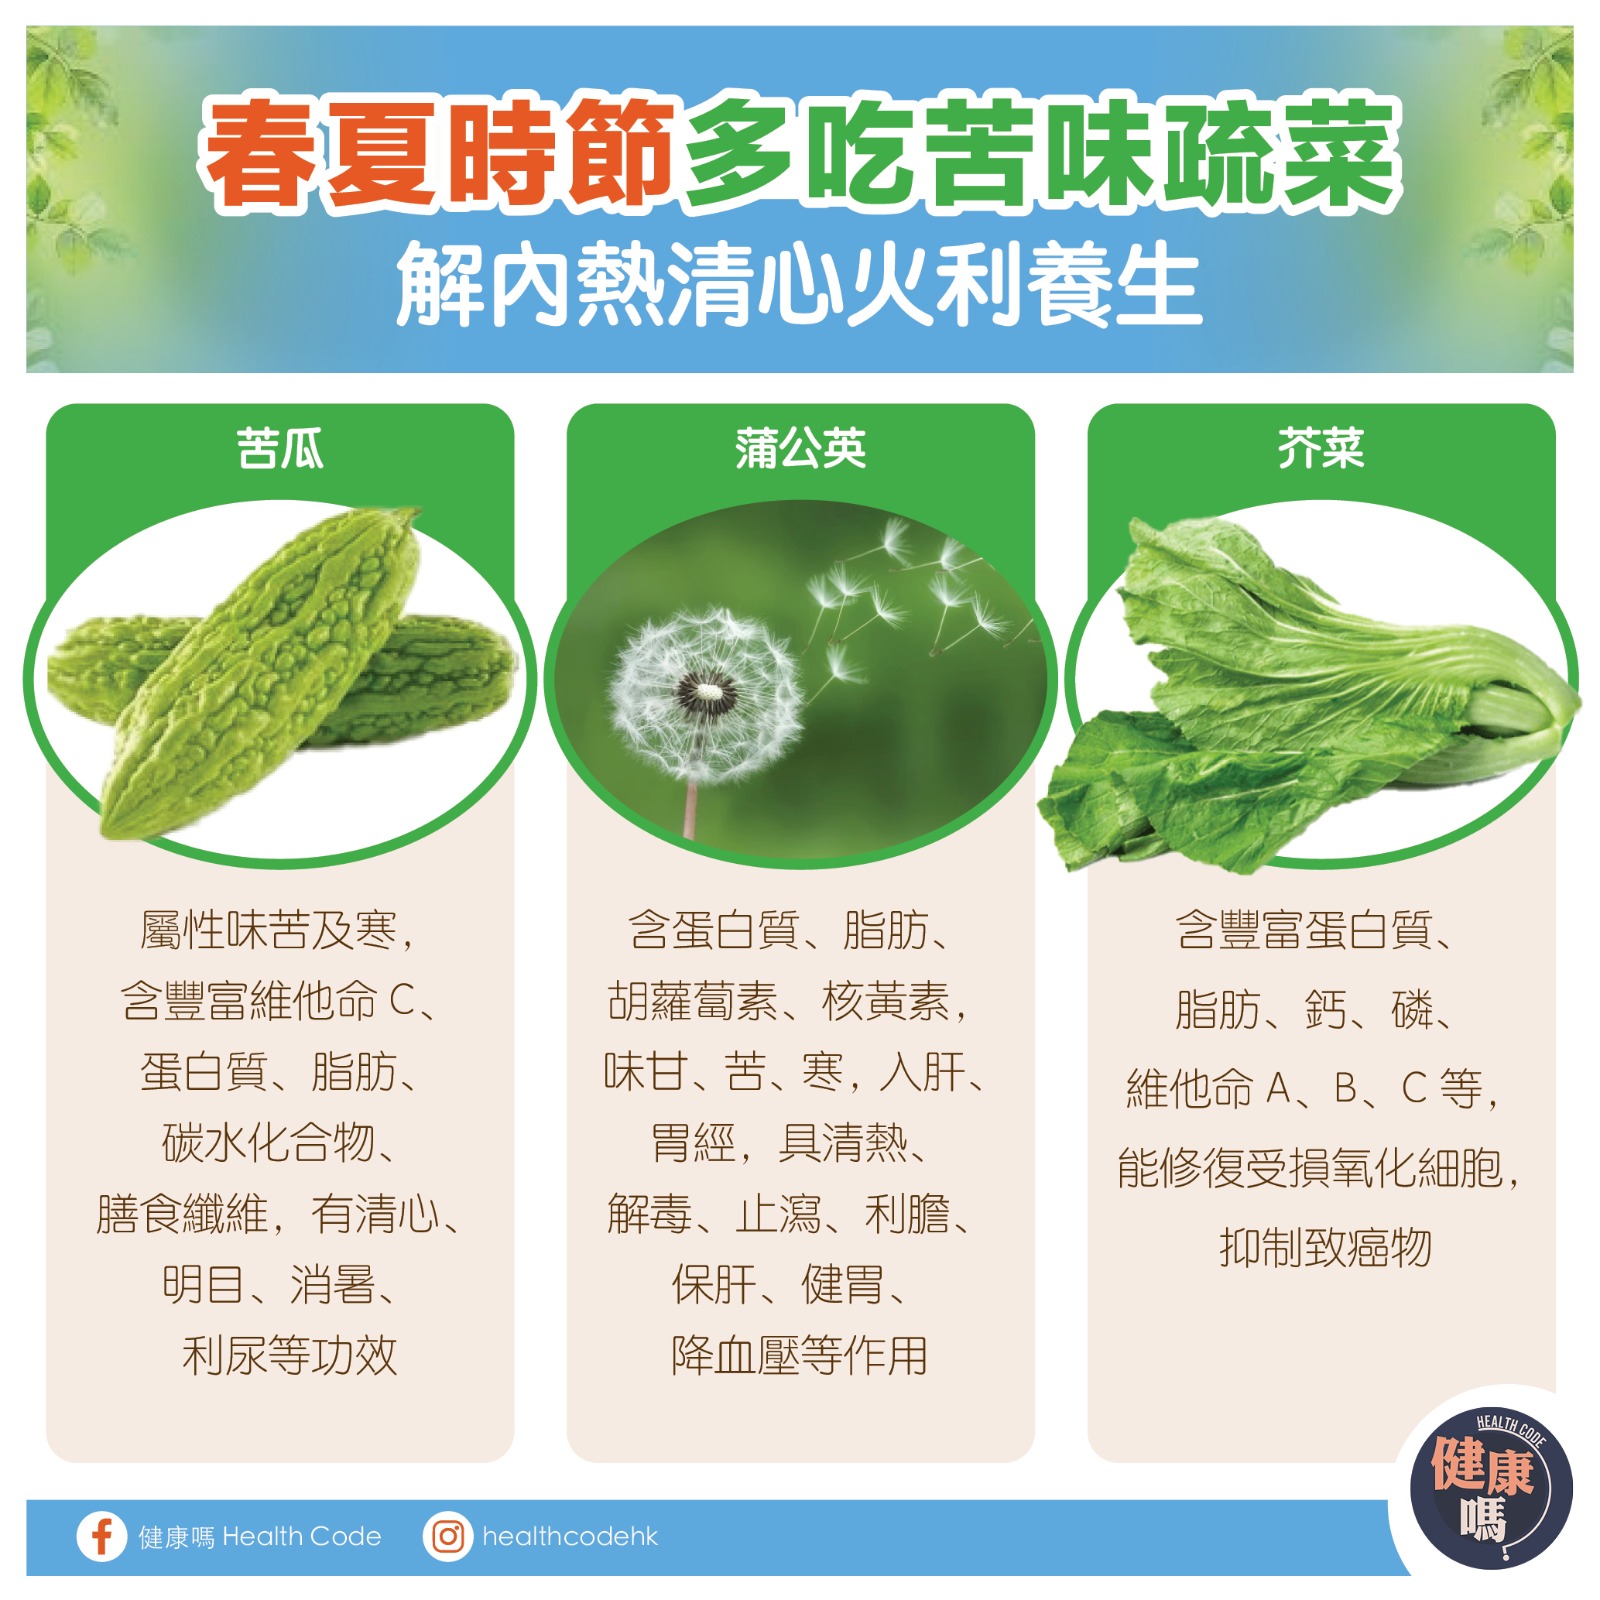 春夏時節多吃苦味疏菜
解內熱清心火利養生
苦瓜
屬性味苦及寒，
含豐富維他命 C、
蛋白質、脂肪、
碳水化合物、
膳食纖維，有清心、
明目、消暑、
利尿等功效
蒲公英
含蛋白質、脂肪、
胡蘿蔔素、核黃素，
味甘、苦、寒，入肝、
胃經，具清熱、
解毒、止瀉、利膽、
保肝、健胃、
降血壓等作用
芥菜
含豐富蛋白質、
脂肪、鈣、磷、
維他命 A、B、C 等，
能修復受損氧化細胞，
抑制致癌物
健康嗎 Health Code
healthcodehk
HEALTH CODE
健康
嗎